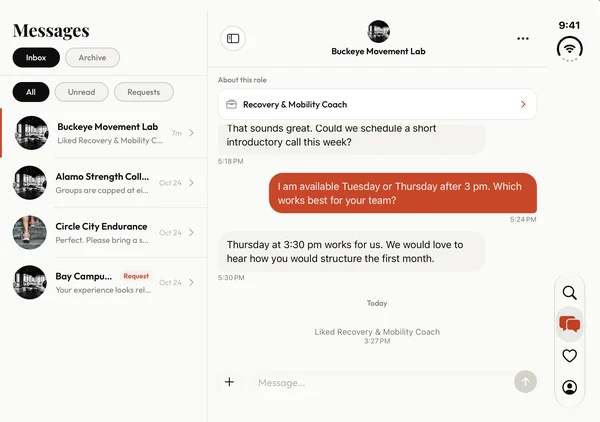 Messages
Inbox
Archive
All
Unread
Requests
Buckeye Movement Lab
Liked Recovery & Mobility C...
7m
Alamo Strength Coll...
Groups are capped at ei...
Oct 24
Circle City Endurance
Perfect. Please bring a s...
Oct 24
Bay Campu...
Request
Your experience looks rel...
Oct 24
Buckeye Movement Lab
9:41
About this role
Recovery & Mobility Coach
That sounds great. Could we schedule a short
introductory call this week?
5:18 PM
I am available Tuesday or Thursday after 3 pm. Which
works best for your team?
5:24 PM
Thursday at 3:30 pm works for us. We would love to
hear how you would structure the first month.
5:30 PM
Today
Liked Recovery & Mobility Coach
3:27 PM
Message...